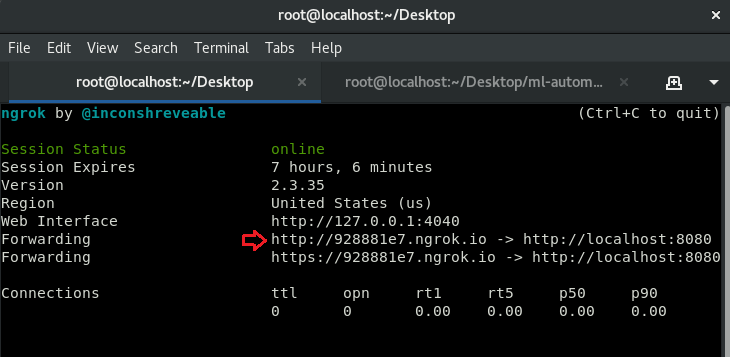 root@localhost:~/Desktop
File Edit View Search Terminal Tabs Help
root@localhost:~/Desktop × root@localhost:~/Desktop/ml-autom... ×
ngrok by @inconshreveable (Ctrl+C to quit)
Session Status online
Session Expires 7 hours, 6 minutes
Version 2.3.35
Region United States (us)
Web Interface http://127.0.0.1:4040
Forwarding http://928881e7.ngrok.io -> http://localhost:8080
Forwarding https://928881e7.ngrok.io -> http://localhost:8080
Connections ttl opn rt1 rt5 p50 p90
0 0 0.00 0.00 0.00 0.00